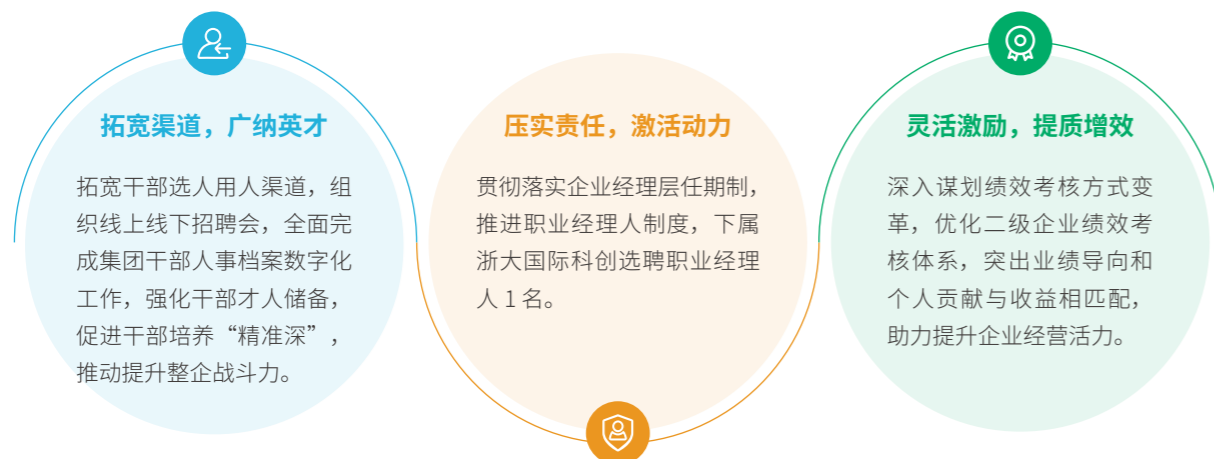 拓宽渠道，广纳英才
拓宽干部选人用人渠道，组
织线上线下招聘会，全面完
成集团干部人事档案数字化
工作，强化干部才人储备，
促进干部培养“精准深”，
推动提升整企战斗力。
压实责任，激活动力
贯彻落实企业经理层任期制，
推进职业经理人制度，下属
浙大国际科创选聘职业经理
人 1 名。
灵活激励，提质增效
深入谋划绩效考核方式变
革，优化二级企业绩效考
核体系，突出业绩导向和
个人贡献与收益相匹配，
助力提升企业经营活力。